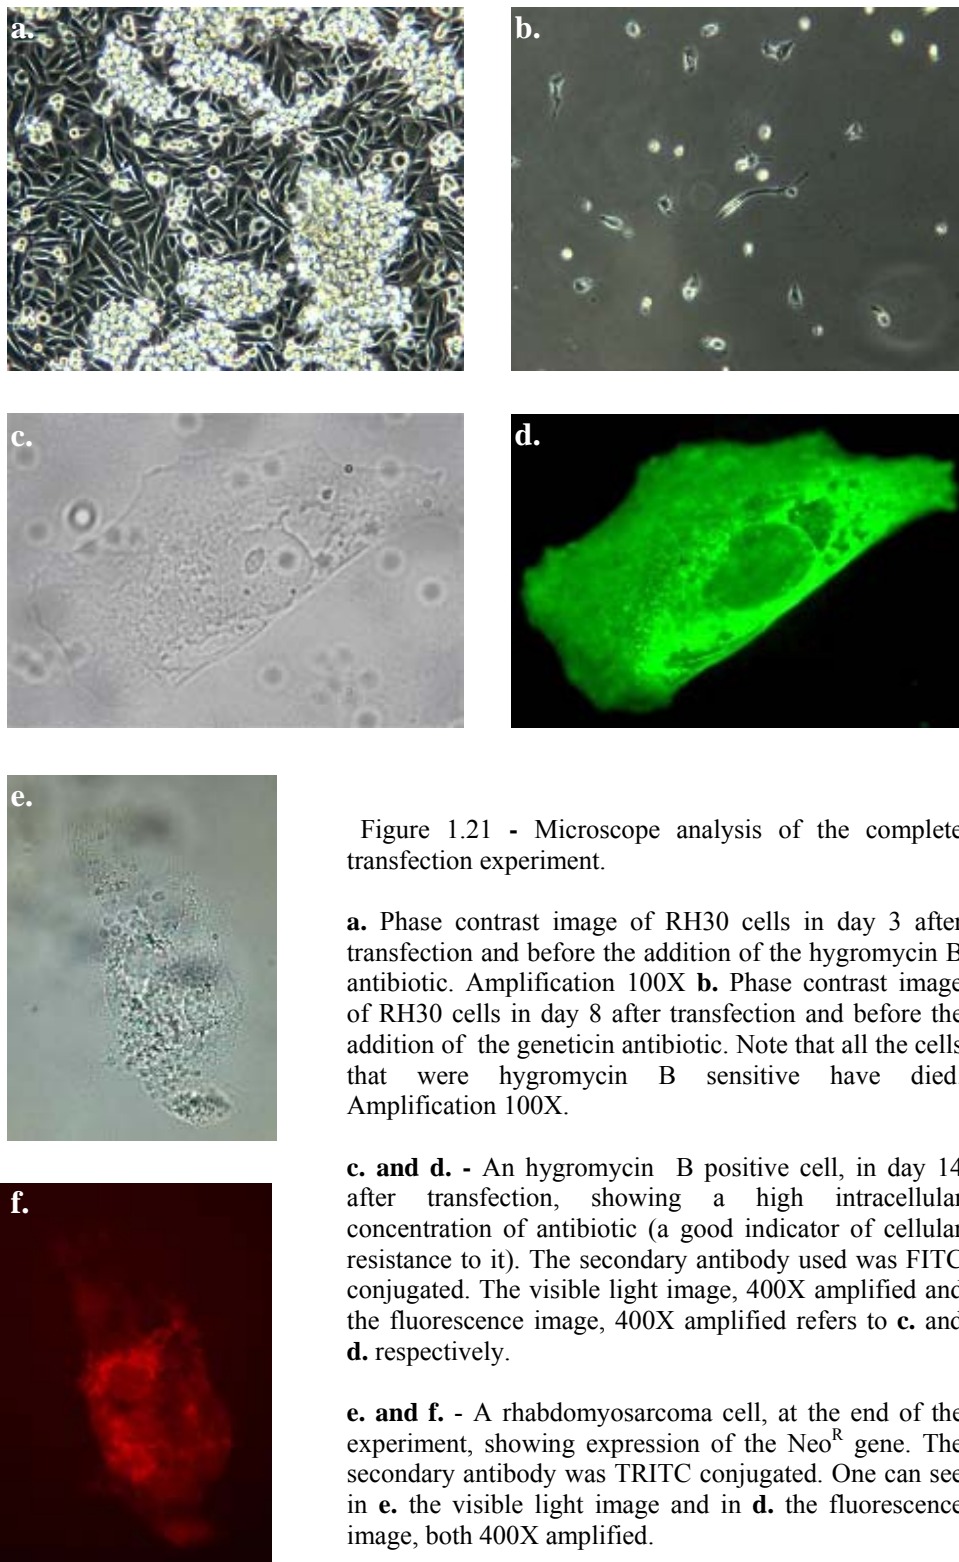 a.
b.
c.
d.
e.
f.
Figure 1.21 - Microscope analysis of the complete
transfection experiment.
a. Phase contrast image of RH30 cells in day 3 after
transfection and before the addition of the hygromycin B
antibiotic. Amplification 100X b. Phase contrast image
of RH30 cells in day 8 after transfection and before the
addition of the geneticin antibiotic. Note that all the cells
that were hygromycin B sensitive have died.
Amplification 100X.
c. and d. - An hygromycin B positive cell, in day 14
after transfection, showing a high intracellular
concentration of antibiotic (a good indicator of cellular
resistance to it). The secondary antibody used was FITC
conjugated. The visible light image, 400X amplified and
the fluorescence image, 400X amplified refers to c. and
d. respectively.
e. and f. - A rhabdomyosarcoma cell, at the end of the
experiment, showing expression of the Neo^R gene. The
secondary antibody was TRITC conjugated. One can see
in e. the visible light image and in d. the fluorescence
image, both 400X amplified.